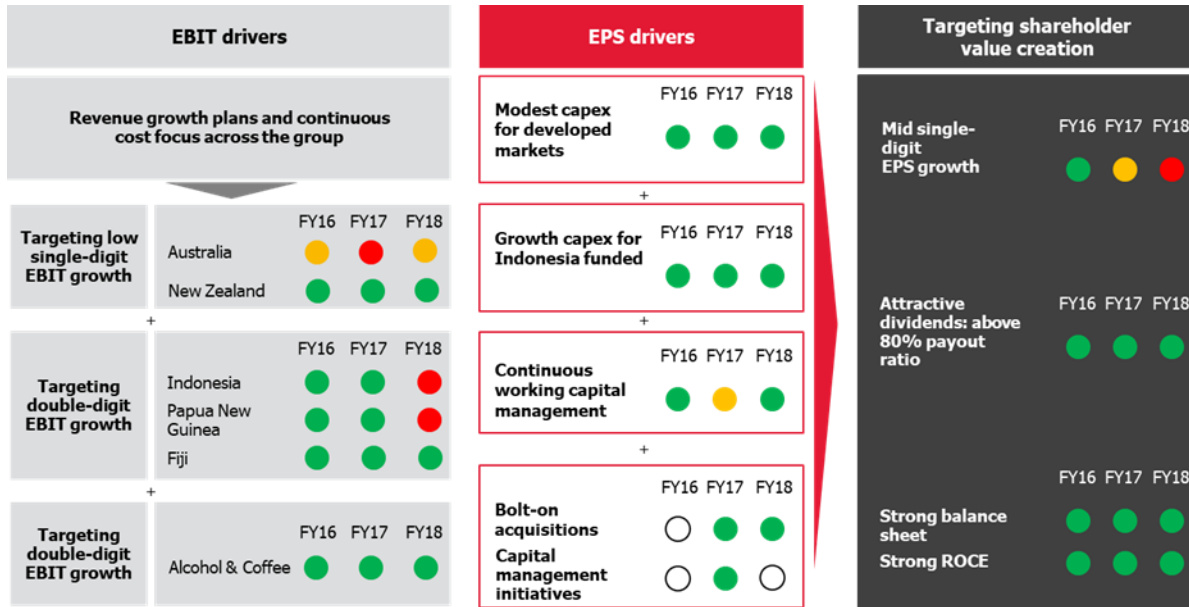 EBIT drivers
Revenue growth plans and continuous
cost focus across the group
Targeting low
single-digit
EBIT growth
FY16 FY17 FY18
Australia
New Zealand
+
Targeting
double-digit
EBIT growth
FY16 FY17 FY18
Indonesia
Papua New
Guinea
Fiji
+
Targeting
double-digit
EBIT growth
FY16 FY17 FY18
Alcohol & Coffee
EPS drivers
FY16 FY17 FY18
Modest capex
for developed
markets
+
FY16 FY17 FY18
Growth capex for
Indonesia funded
+
FY16 FY17 FY18
Continuous
working capital
management
+
FY16 FY17 FY18
Bolt-on
acquisitions
Capital
management
initiatives
Targeting shareholder
value creation
FY16 FY17 FY18
Mid single-
digit
EPS growth
FY16 FY17 FY18
Attractive
dividends: above
80% payout
ratio
FY16 FY17 FY18
Strong balance
sheet
Strong ROCE